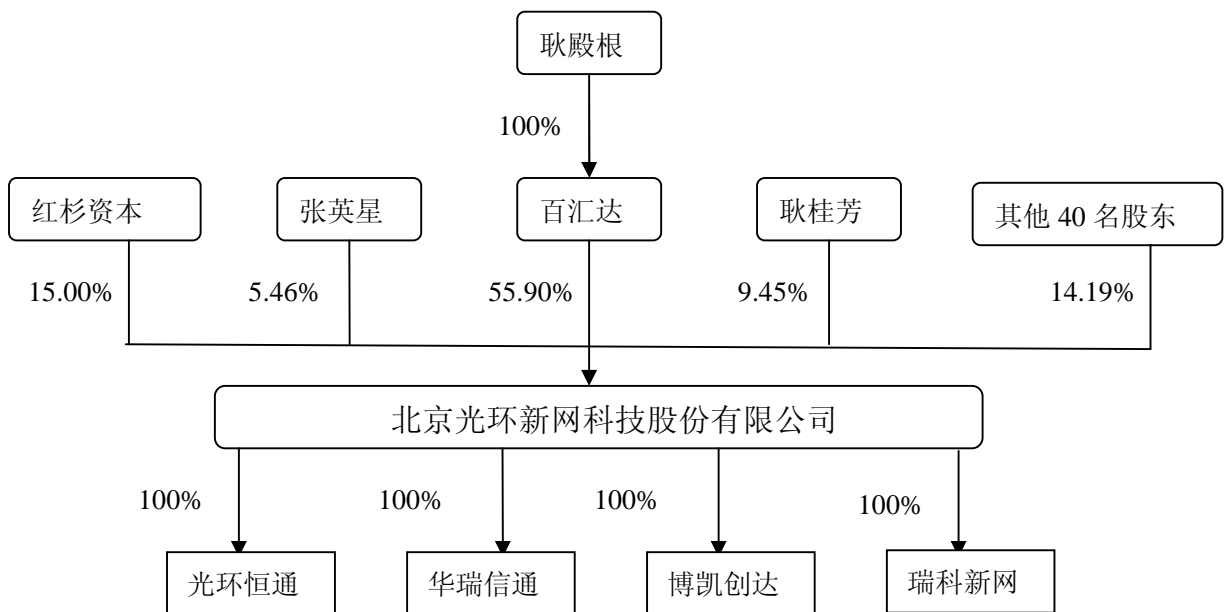 耿殿根
100%
红杉资本
张英星
百汇达
耿桂芳
其他 40 名股东
15.00%
5.46%
55.90%
9.45%
14.19%
北京光环新网科技股份有限公司
100%
100%
100%
100%
光环恒通
华瑞信通
博凯创达
瑞科新网